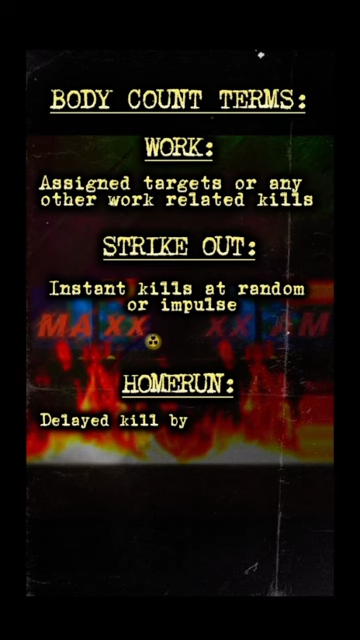 BODY COUNT TERMS:
WORK:
Assigned targets or any
other work related kills
STRIKE OUT:
Instant kills at random
or impulse
MAXX
HOMERUN:
Delayed kill by